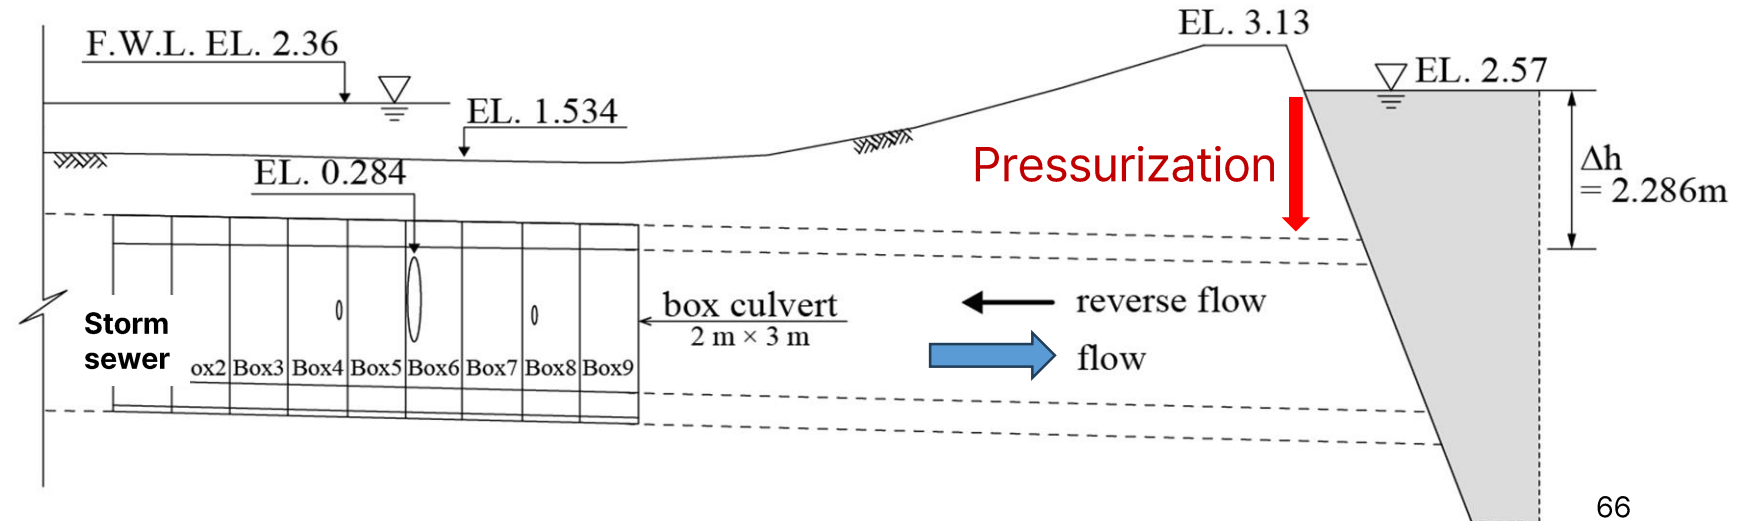 EL. 3.13
F.W.L. EL. 2.36
EL. 2.57
EL. 1.534
Pressurization
Δh
= 2.286m
EL. 0.284
box culvert
2 m × 3 m
reverse flow
flow
Storm
sewer
ox2 Box3 Box4 Box5 Box6 Box7 Box8 Box9
66